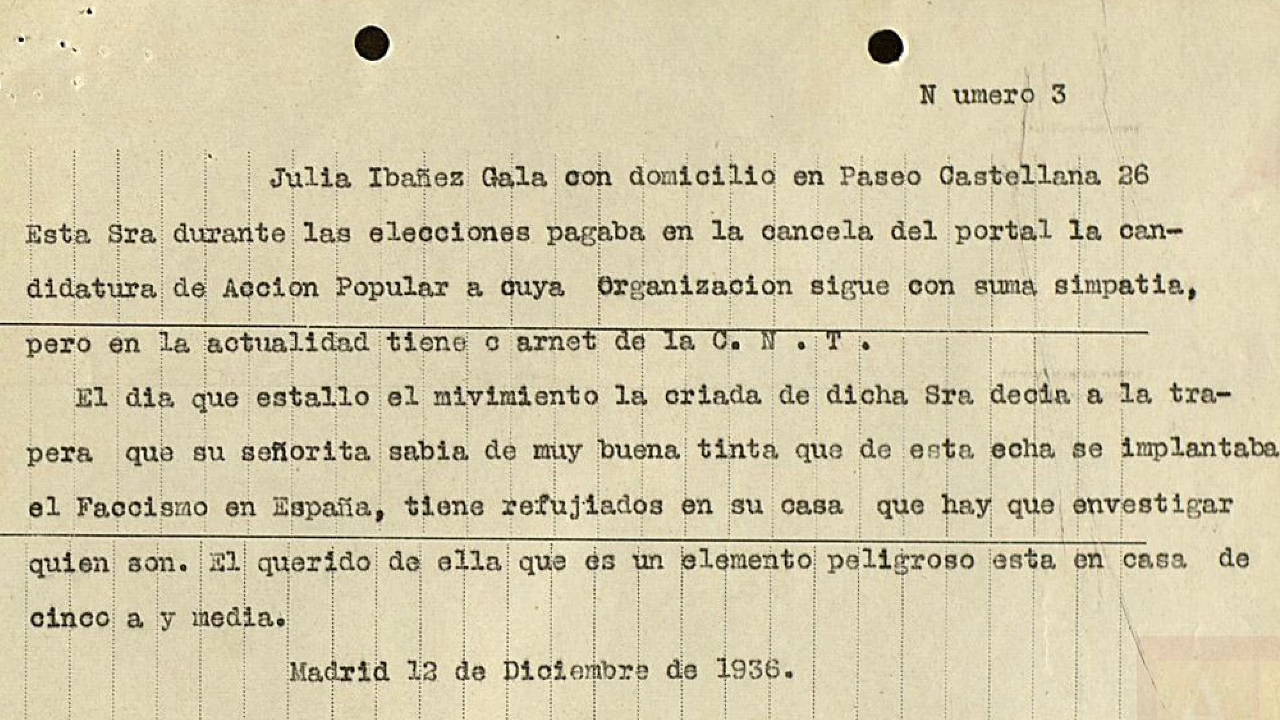 N umero 3
Julia Ibañez Gala con domicilio en Paseo Castellana 26
Esta Sra durante las elecciones pagaba en la cancela del portal la can-
didatura de Accion Popular a cuya Organizacion sigue con suma simpatia,
pero en la actualidad tiene c arnet de la C. N . T .
El dia que estallo el mivimiento la criada de dicha Sra decia a la tra-
pera que su señorita sabia de muy buena tinta que de esta echa se implantaba
el Faccismo en España, tiene refujiados en su casa que hay que envestigar
quien son. El querido de ella que es un elemento peligroso esta en casa de
cinco a y media.
Madrid 12 de Diciembre de 1936.